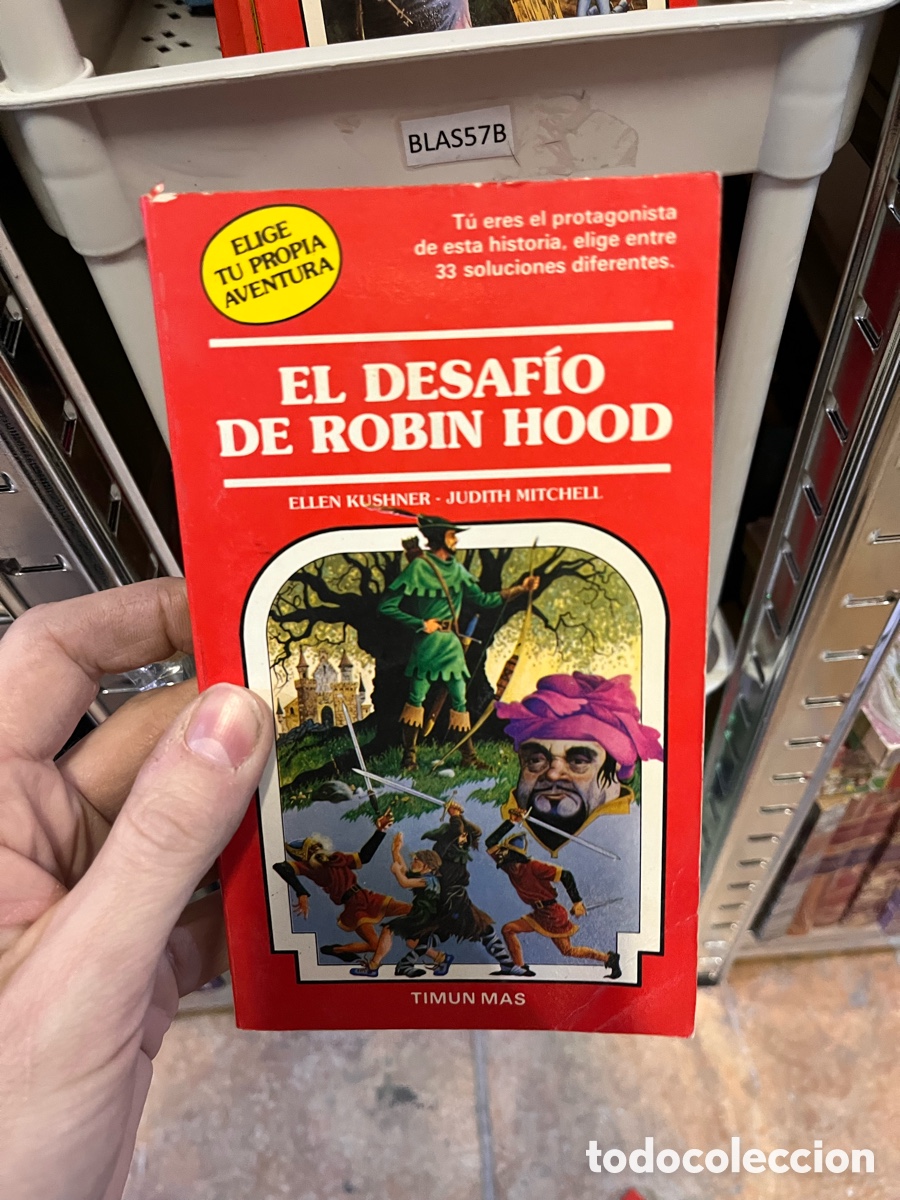 BLAS57B
ELIGE
TU PROPIA
AVENTURA
Tú eres el protagonista
de esta historia, elige entre
33 soluciones diferentes.
EL DESAFÍO
DE ROBIN HOOD
ELLEN KUSHNER - JUDITH MITCHELL
TIMUN MAS
todocoleccion